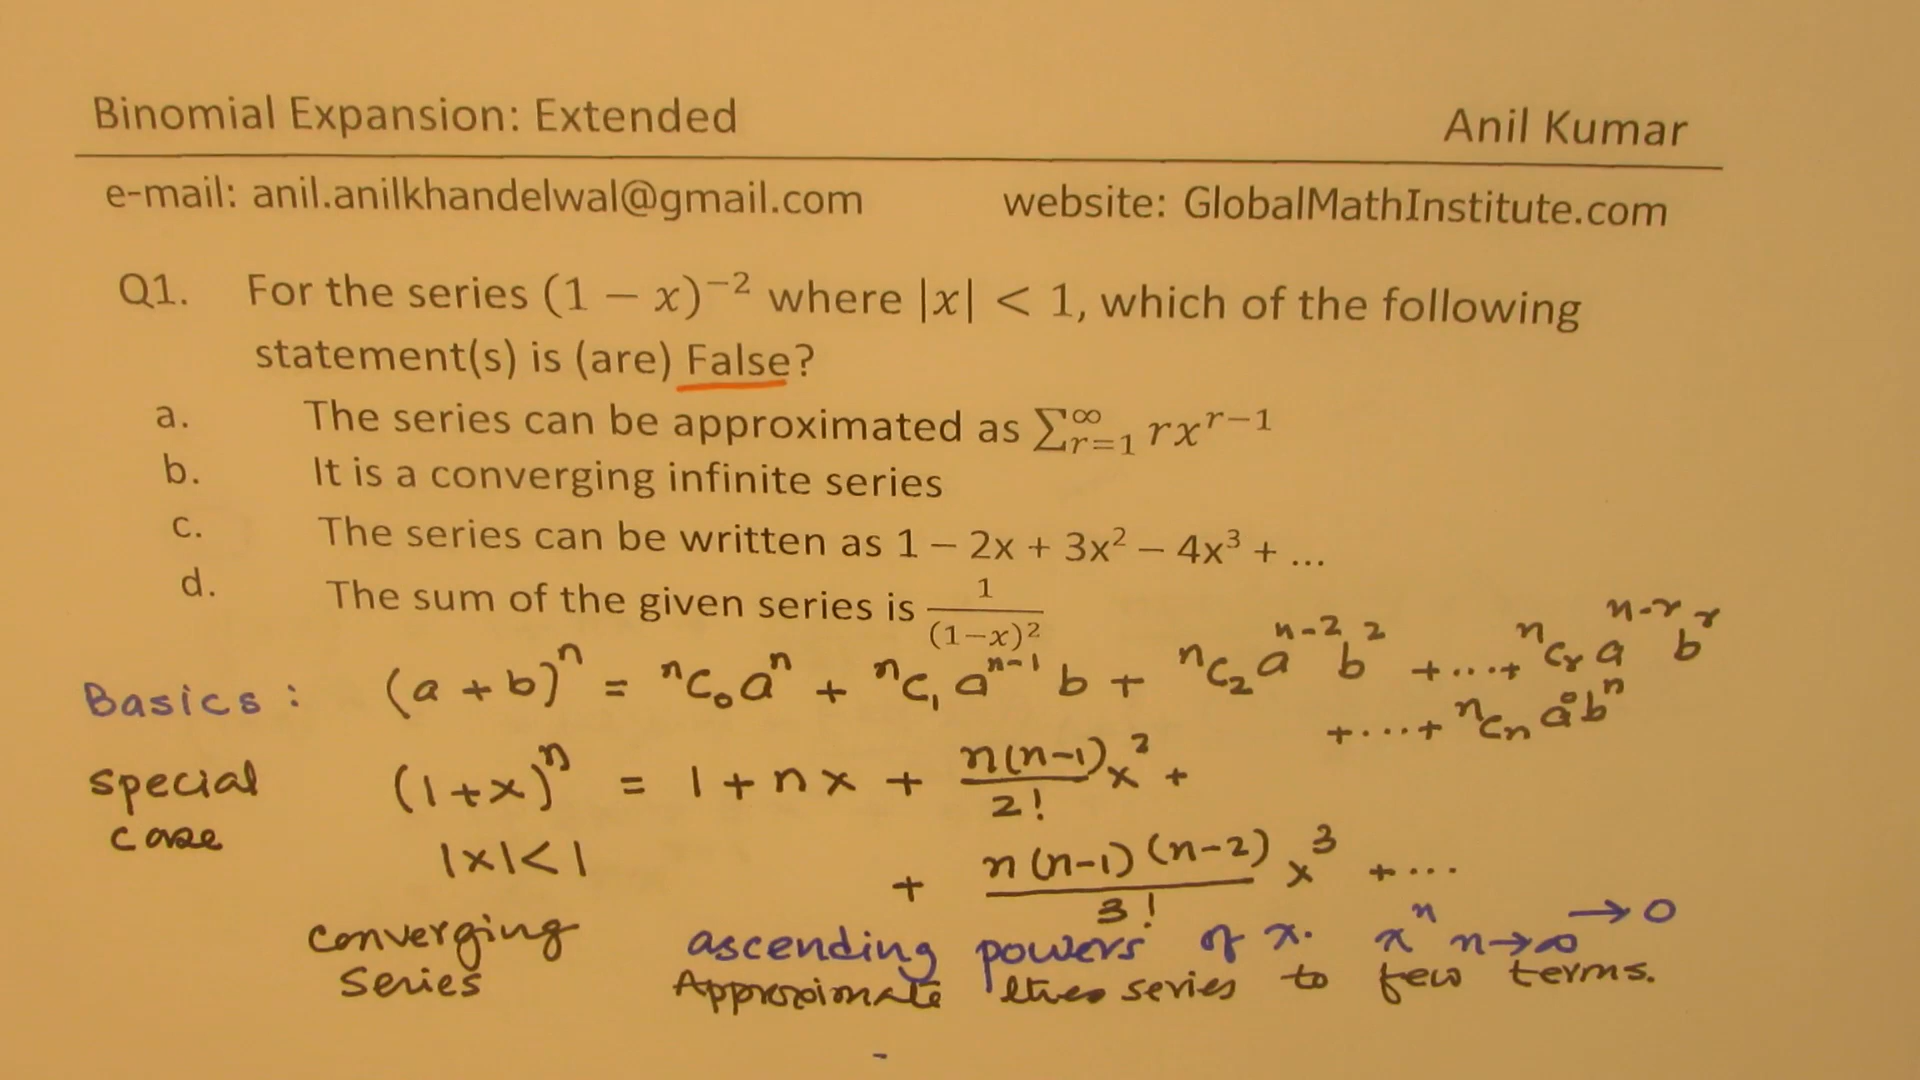 Binomial Expansion: Extended Anil Kumar
e-mail: anil.anilkhandelwal@gmail.com website: GlobalMathInstitute.com
Q1. For the series (1 − x)⁻² where |x| < 1, which of the following
statement(s) is (are) False?
a. The series can be approximated as ∑_{r=1}^{∞} rx^{r−1}
b. It is a converging infinite series
c. The series can be written as 1 − 2x + 3x² − 4x³ + ...
d. The sum of the given series is 1/(1−x)²
Basics: (a + b)^n = ^nC₀ a^n + ^nC₁ a^{n-1} b + ^nC₂ a^{n-2} b² + ... + ^nC_r a^{n-r} b^r
+ .... + ^nC_n a⁰ b^n
special case (1+x)^n = 1 + nx + n(n-1)/2! x² +
|x|<1 + n(n-1)(n-2)/3! x³ + ...
converging series ascending powers of x. x^n n→∞ → 0
Approximate series to few terms.